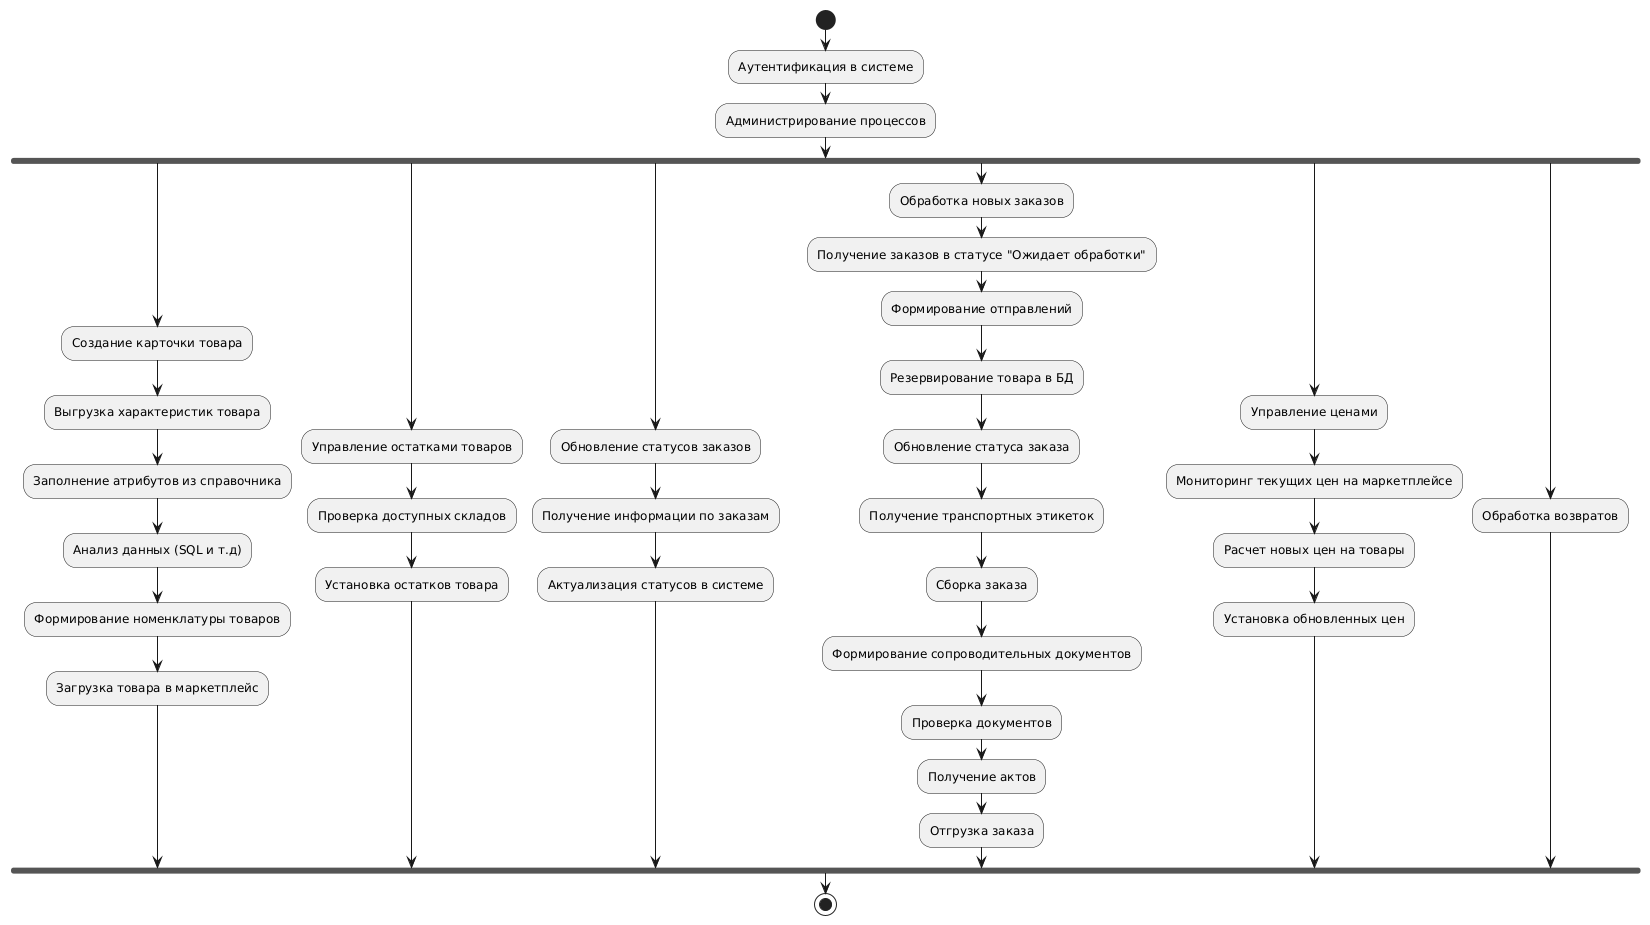 Аутентификация в системе
Администрирование процессов
Создание карточки товара
Выгрузка характеристик товара
Заполнение атрибутов из справочника
Анализ данных (SQL и т.д)
Формирование номенклатуры товаров
Загрузка товара в маркетплейс
Управление остатками товаров
Проверка доступных складов
Установка остатков товара
Обновление статусов заказов
Получение информации по заказам
Актуализация статусов в системе
Обработка новых заказов
Получение заказов в статусе "Ожидает обработки"
Формирование отправлений
Резервирование товара в БД
Обновление статуса заказа
Получение транспортных этикеток
Сборка заказа
Формирование сопроводительных документов
Проверка документов
Получение актов
Отгрузка заказа
Управление ценами
Мониторинг текущих цен на маркетплейсе
Расчет новых цен на товары
Установка обновленных цен
Обработка возвратов